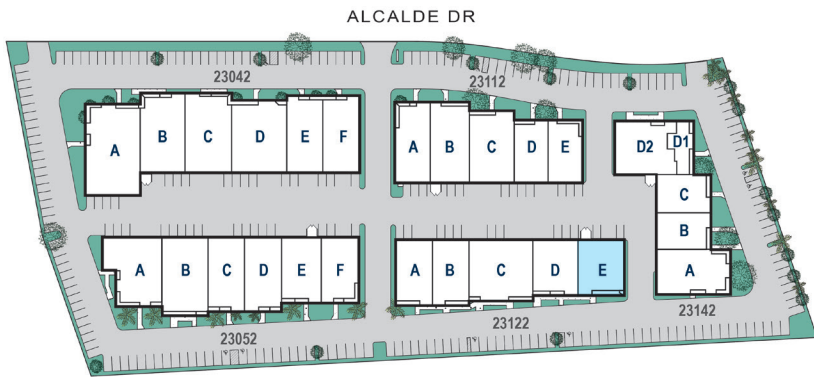 ALCALDE DR
23042
23112
A B C D E F
A B C D E
D2 D1
C
B
A
A B C D E F
A B C D E
23052
23122
23142